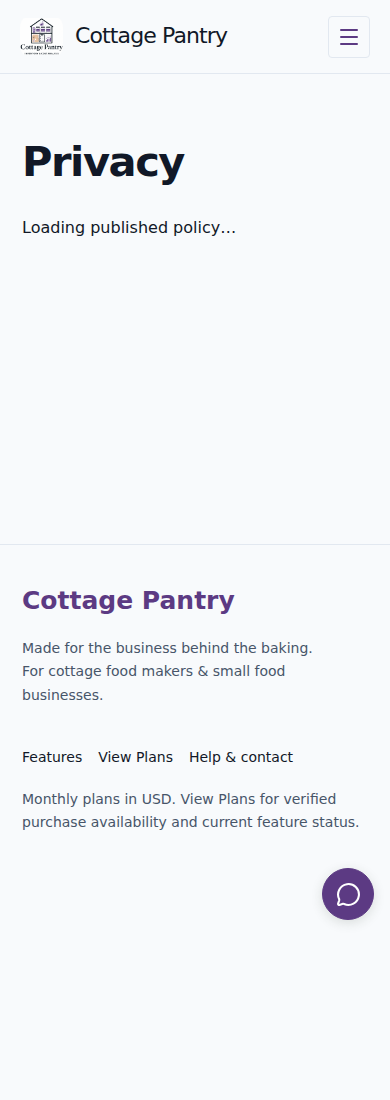 Cottage Pantry
Cottage Pantry
Privacy
Loading published policy...
Cottage Pantry
Made for the business behind the baking.
For cottage food makers & small food
businesses.
Features View Plans Help & contact
Monthly plans in USD. View Plans for verified
purchase availability and current feature status.